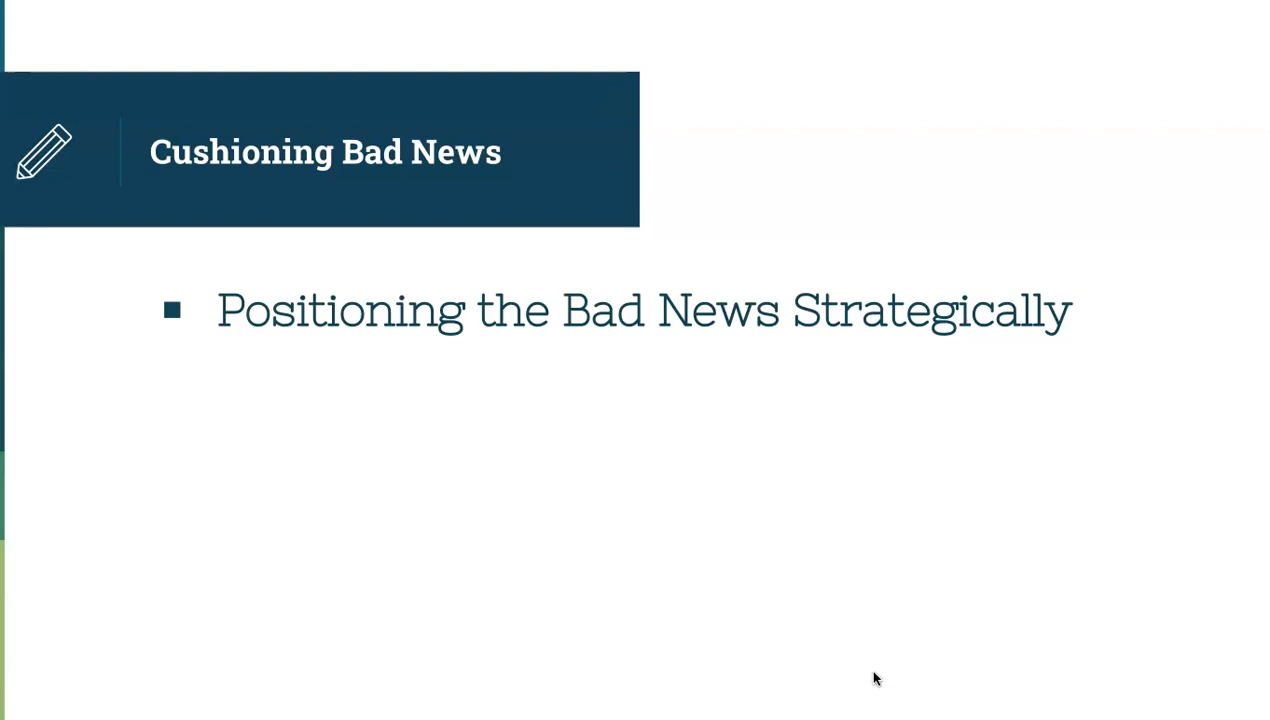 Cushioning Bad News
▪ Positioning the Bad News Strategically